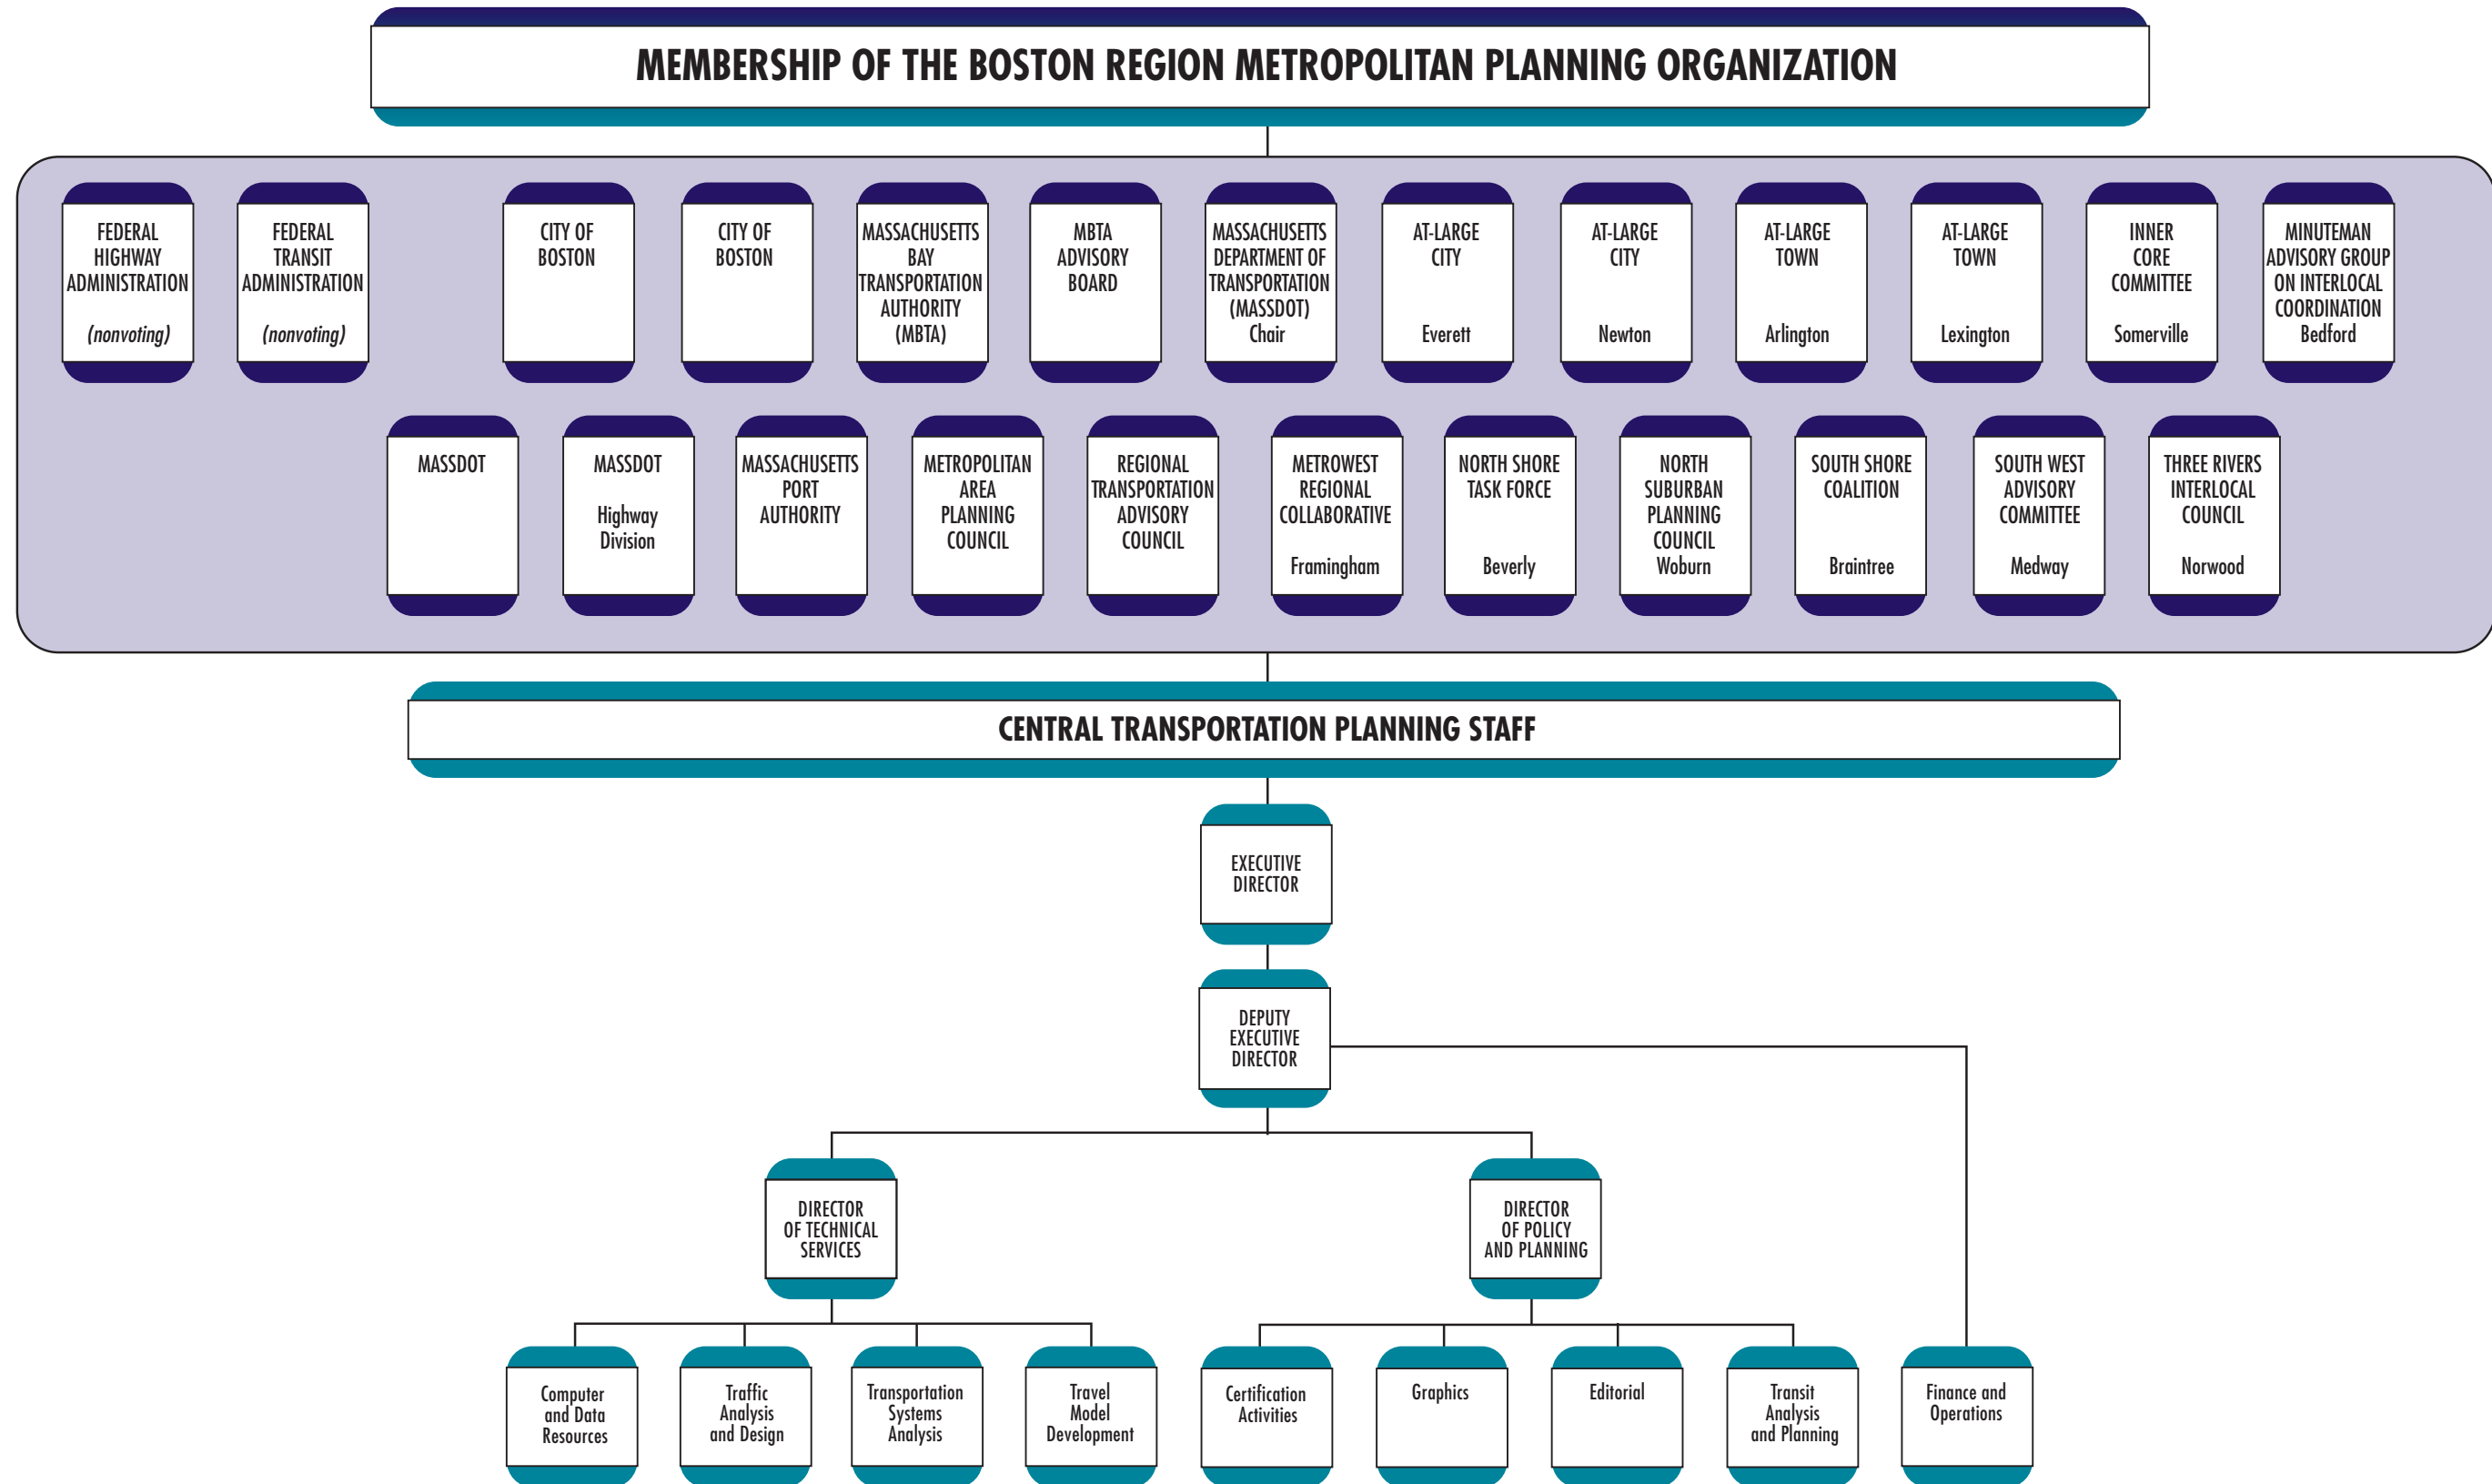 MEMBERSHIP OF THE BOSTON REGION METROPOLITAN PLANNING ORGANIZATION
FEDERAL
HIGHWAY
ADMINISTRATION
(nonvoting)
FEDERAL
TRANSIT
ADMINISTRATION
(nonvoting)
CITY OF
BOSTON
CITY OF
BOSTON
MASSACHUSETTS
BAY
TRANSPORTATION
AUTHORITY
(MBTA)
MBTA
ADVISORY
BOARD
MASSACHUSETTS
DEPARTMENT OF
TRANSPORTATION
(MASSDOT)
Chair
AT-LARGE
CITY
Everett
AT-LARGE
CITY
Newton
AT-LARGE
TOWN
Arlington
AT-LARGE
TOWN
Lexington
INNER
CORE
COMMITTEE
Somerville
MINUTEMAN
ADVISORY GROUP
ON INTERLOCAL
COORDINATION
Bedford
MASSDOT
MASSDOT
Highway
Division
MASSACHUSETTS
PORT
AUTHORITY
METROPOLITAN
AREA
PLANNING
COUNCIL
REGIONAL
TRANSPORTATION
ADVISORY
COUNCIL
METROWEST
REGIONAL
COLLABORATIVE
Framingham
NORTH SHORE
TASK FORCE
Beverly
NORTH
SUBURBAN
PLANNING
COUNCIL
Woburn
SOUTH SHORE
COALITION
Braintree
SOUTH WEST
ADVISORY
COMMITTEE
Medway
THREE RIVERS
INTERLOCAL
COUNCIL
Norwood
CENTRAL TRANSPORTATION PLANNING STAFF
EXECUTIVE
DIRECTOR
DEPUTY
EXECUTIVE
DIRECTOR
DIRECTOR
OF TECHNICAL
SERVICES
DIRECTOR
OF POLICY
AND PLANNING
Computer
and Data
Resources
Traffic
Analysis
and Design
Transportation
Systems
Analysis
Travel
Model
Development
Certification
Activities
Graphics
Editorial
Transit
Analysis
and Planning
Finance and
Operations